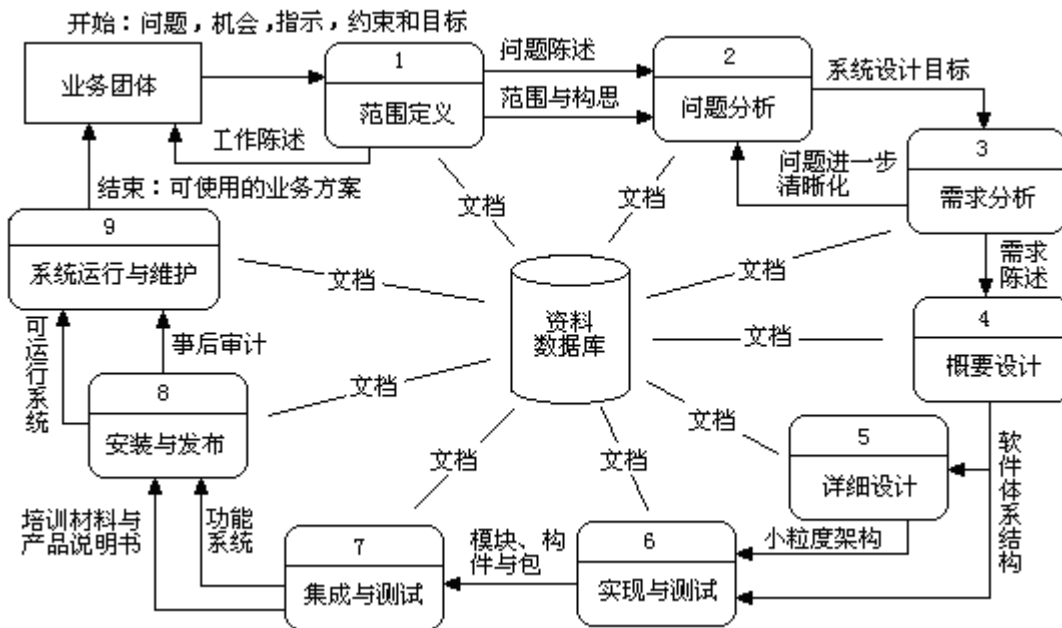 开始：问题，机会，指示，约束和目标
业务团体
1
范围定义
问题陈述
范围与构思
2
问题分析
系统设计目标
工作陈述
问题进一步
清晰化
3
需求分析
结束：可使用的业务方案
文档
文档
9
系统运行与维护
文档
文档
需求
陈述
资料
数据库
4
概要设计
文档
可运行系统
事后审计
8
安装与发布
文档
文档
5
详细设计
软件体系结构
文档
文档
培训材料与
产品说明书
功能
系统
7
集成与测试
模块、构
件与包
6
实现与测试
小粒度架构